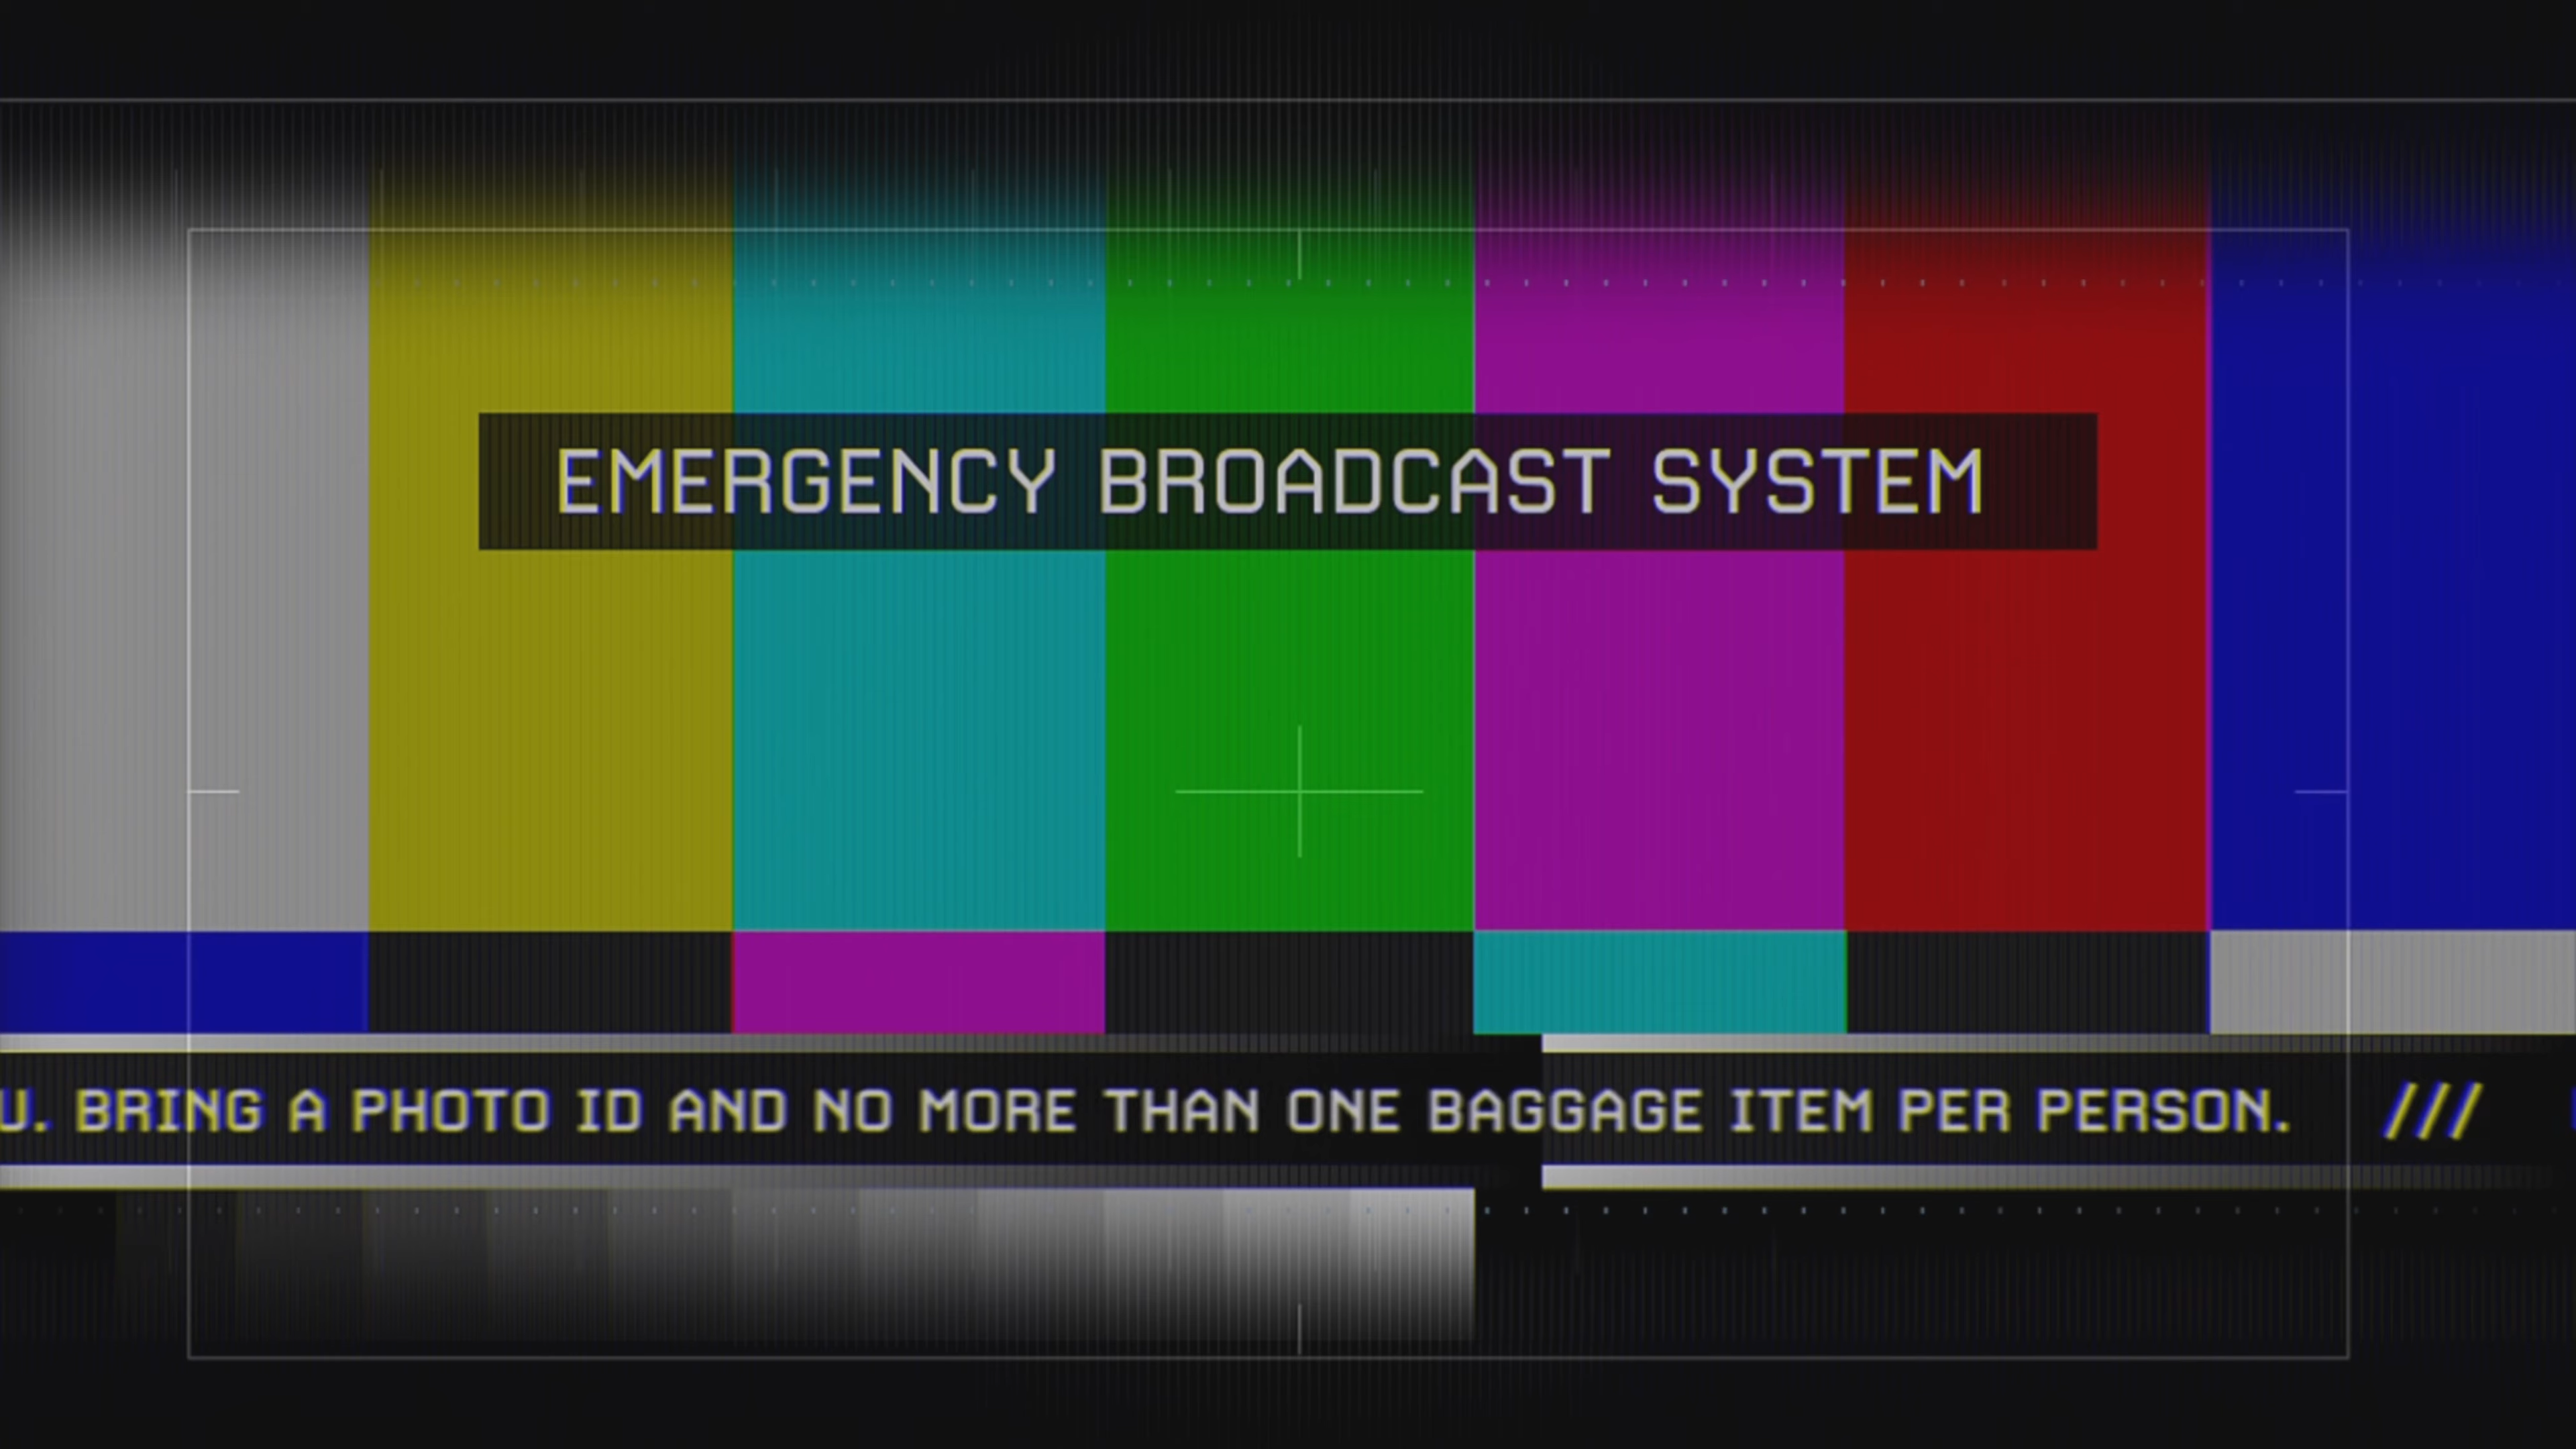 EMERGENCY BROADCAST SYSTEM
U. BRING A PHOTO ID AND NO MORE THAN ONE BAGGAGE ITEM PER PERSON. ///